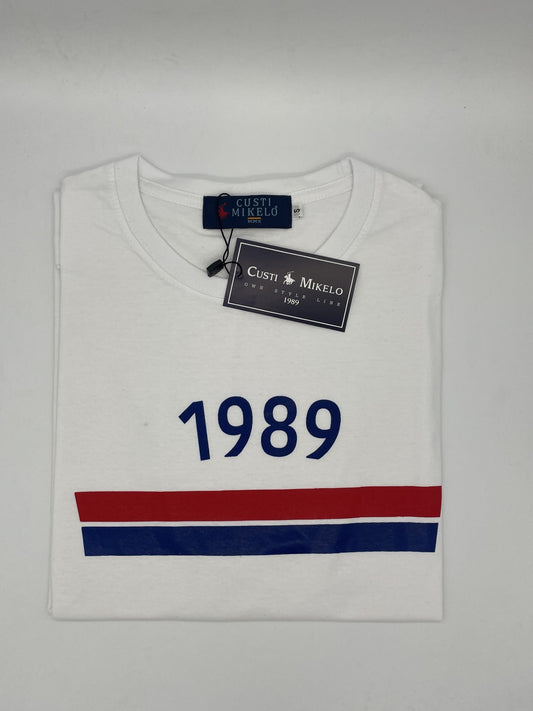 CUSTI
MIKELO
S
CUSTI MIKELO
OWN STYLE LINE
1989
1989